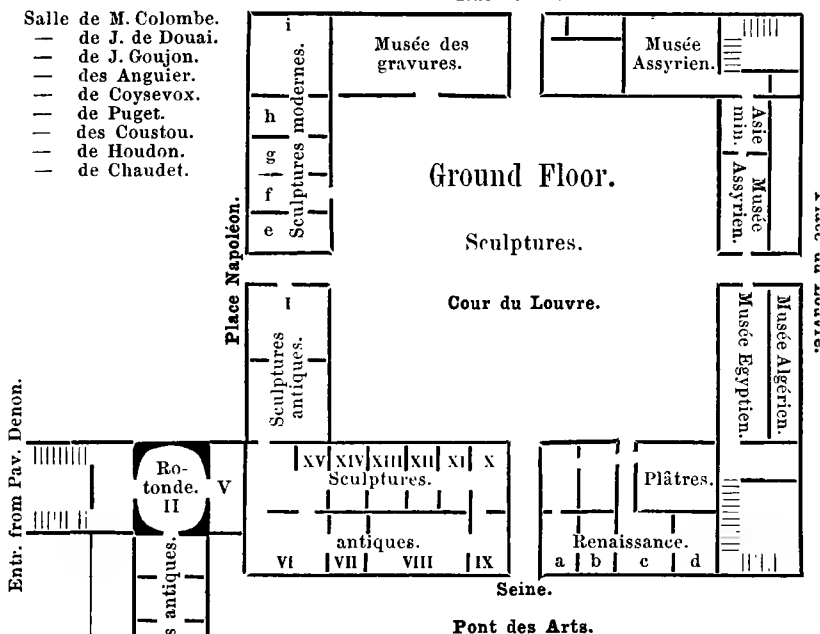 Salle de M. Colombe.
— de J. de Douai.
— de J. Goujon.
— des Anguier.
— de Coysevox.
— de Puget.
— des Coustou.
— de Houdon.
— de Chaudet.
i
Sculptures modernes.
h
g
f
e
Musée des
gravures.
Musée
Assyrien.
Asie
min.
Musée
Assyrien.
Ground Floor.
Sculptures.
Cour du Louvre.
Place Napoléon.
I
Sculptures
antiques.
Musée Egyptien.
Musée Algérien.
Entr. from Pav. Denon.
Ro-
tonde.
II
V
XV XIV XIII XII XI X
Sculptures.
antiques.
VI VII VIII IX
Plâtres.
Renaissance.
a b c d
antiques.
Seine.
Pont des Arts.